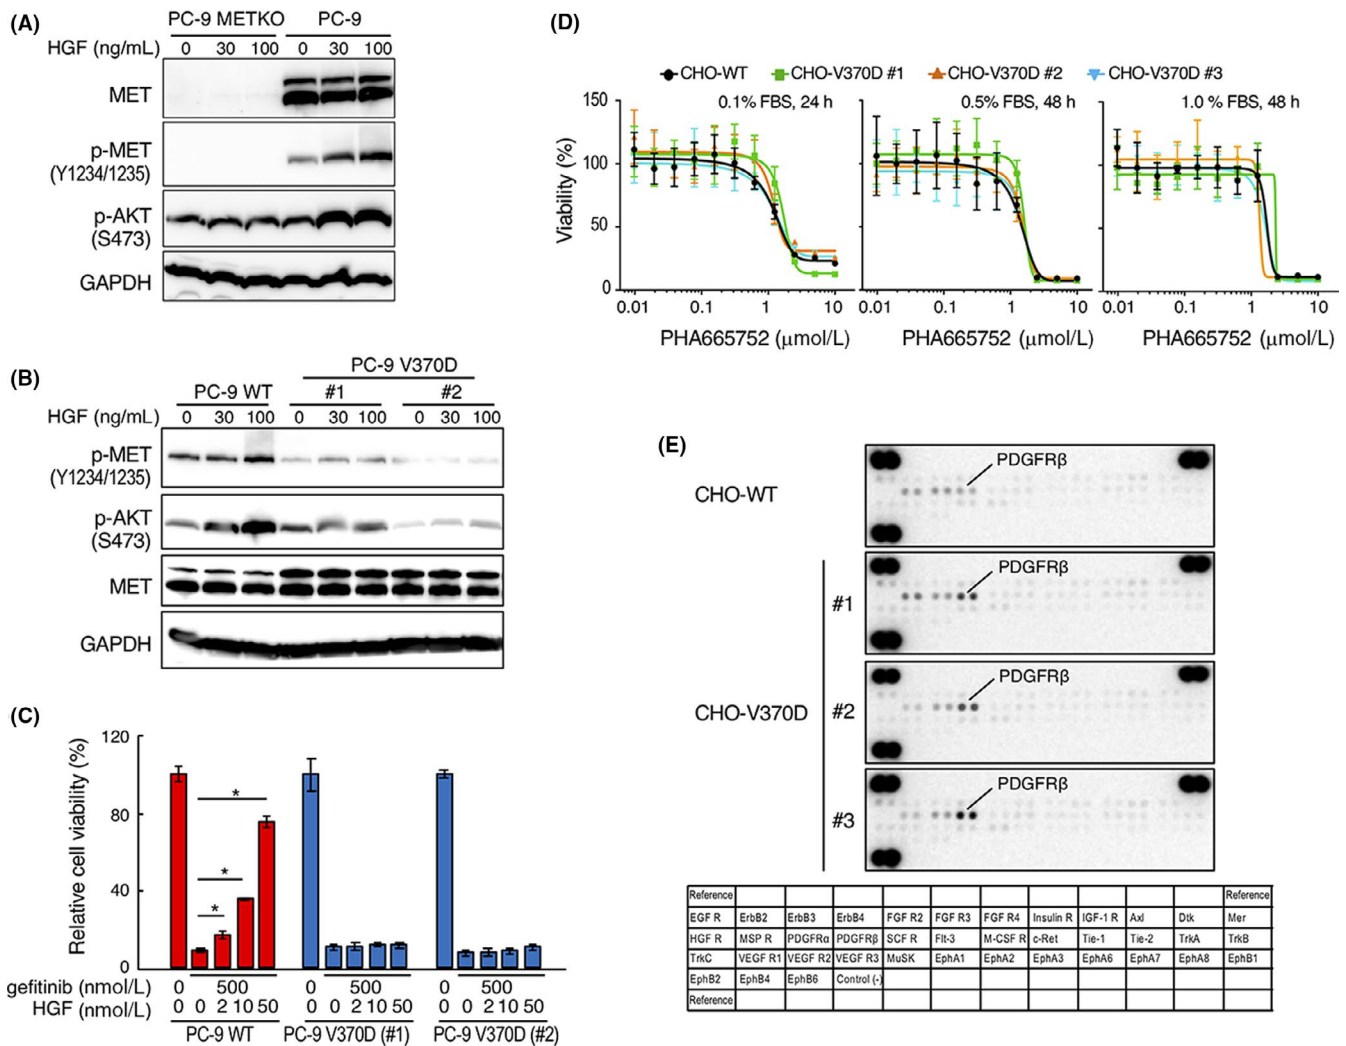 (A)
PC-9 METKO PC-9
HGF (ng/mL) 0 30 100 0 30 100
MET
p-MET
(Y1234/1235)
p-AKT
(S473)
GAPDH
(B)
PC-9 V370D
PC-9 WT #1 #2
HGF (ng/mL) 0 30 100 0 30 100 0 30 100
p-MET
(Y1234/1235)
p-AKT
(S473)
MET
GAPDH
(C)
Relative cell viability (%)
120
80
40
0
* * *
gefitinib (nmol/L) 0 500 0 500 0 500
HGF (nmol/L) 0 0 2 10 50 0 0 2 10 50 0 0 2 10 50
PC-9 WT PC-9 V370D (#1) PC-9 V370D (#2)
(D)
CHO-WT CHO-V370D #1 CHO-V370D #2 CHO-V370D #3
0.1% FBS, 24 h 0.5% FBS, 48 h 1.0 % FBS, 48 h
Viability (%)
150
100
50
0
0.01 0.1 1 10 0.01 0.1 1 10 0.01 0.1 1 10
PHA665752 (μmol/L) PHA665752 (μmol/L) PHA665752 (μmol/L)
(E)
CHO-WT
PDGFRβ
CHO-V370D
#1
PDGFRβ
#2
PDGFRβ
#3
PDGFRβ
Reference Reference
EGF R ErbB2 ErbB3 ErbB4 FGF R2 FGF R3 FGF R4 Insulin R IGF-1 R Axl Dtk Mer
HGF R MSP R PDGFRα PDGFRβ SCF R Flt-3 M-CSF R c-Ret Tie-1 Tie-2 TrkA TrkB
TrkC VEGF R1 VEGF R2 VEGF R3 MuSK EphA1 EphA2 EphA3 EphA6 EphA7 EphA8 EphB1
EphB2 EphB4 EphB6 Control (-)
Reference